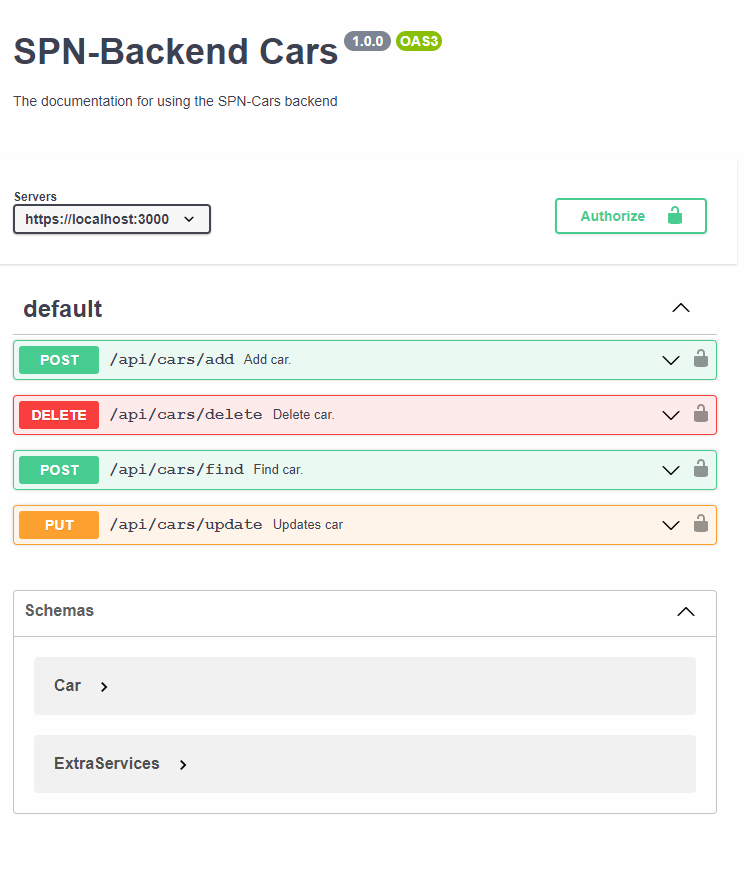 SPN-Backend Cars 1.0.0 OAS3
The documentation for using the SPN-Cars backend
Servers
https://localhost:3000
Authorize
default
POST /api/cars/add Add car.
DELETE /api/cars/delete Delete car.
POST /api/cars/find Find car.
PUT /api/cars/update Updates car
Schemas
Car
ExtraServices